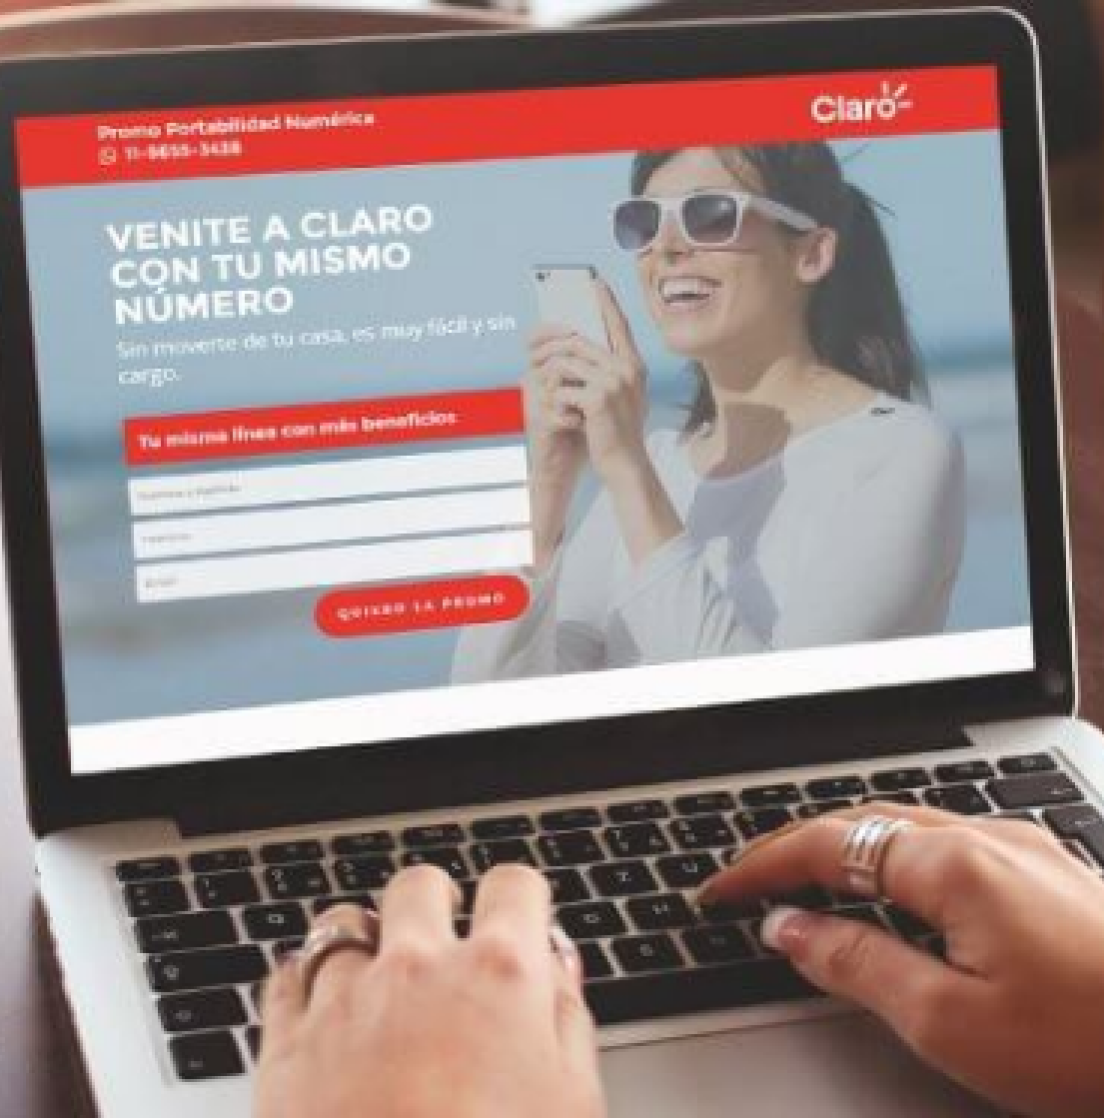 Promo Portabilidad Numérica
Claro
11-5655-3438
VENITE A CLARO
CON TU MISMO
NÚMERO
Sin moverte de tu casa, es muy fácil y sin
cargo.
Tu misma línea con más beneficios
QUIERO LA PROMO